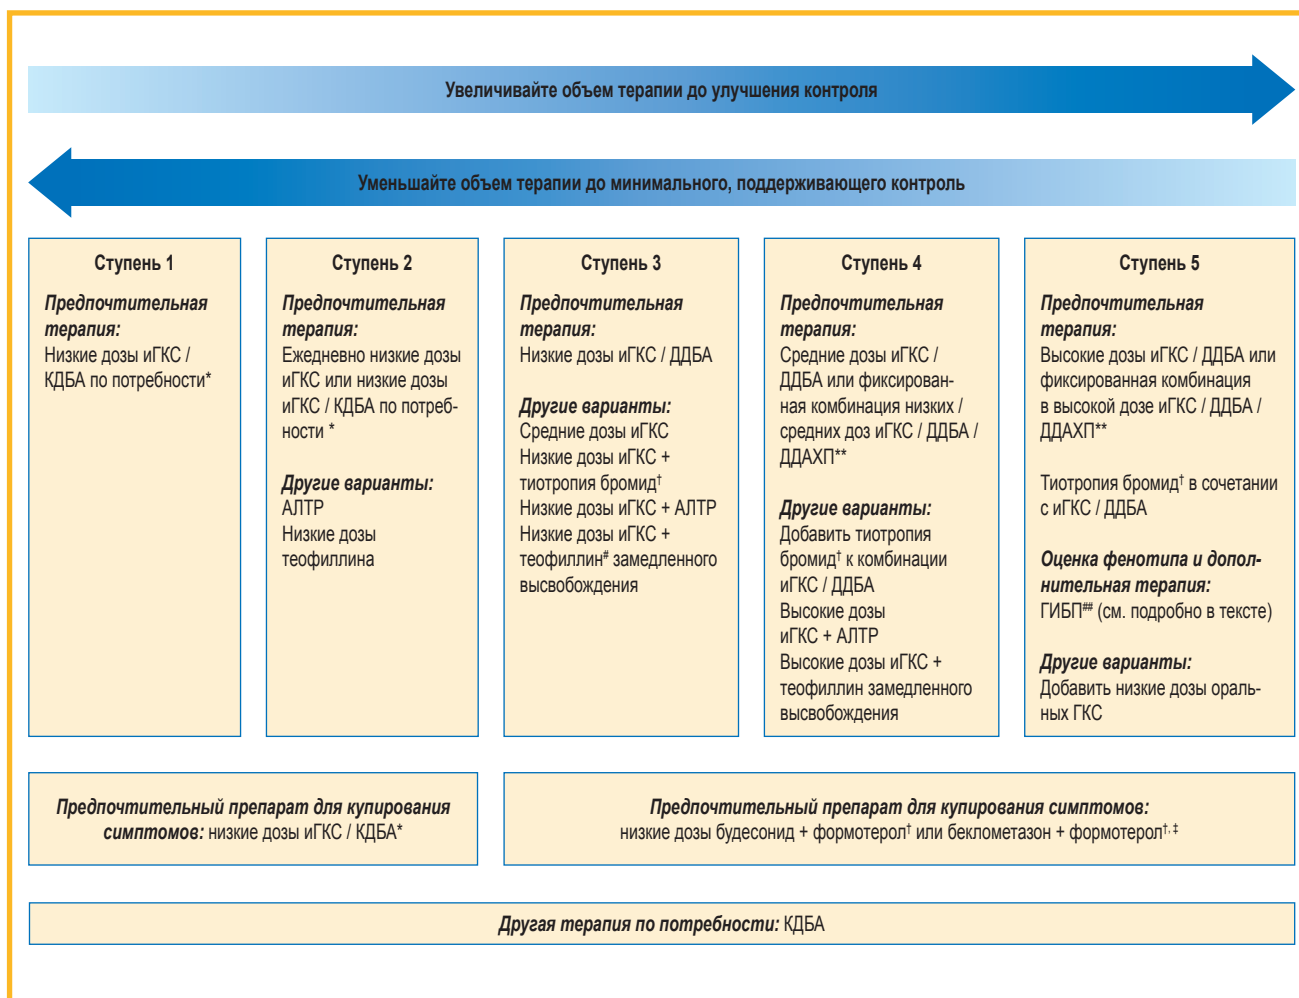 Увеличивайте объем терапии до улучшения контроля
Уменьшайте объем терапии до минимального, поддерживающего контроль
Ступень 1
Предпочтительная
терапия:
Низкие дозы иГКС /
КДБА по потребности*
Ступень 2
Предпочтительная
терапия:
Ежедневно низкие дозы
иГКС или низкие дозы
иГКС / КДБА по потреб-
ности *
Другие варианты:
АЛТР
Низкие дозы
теофиллина
Ступень 3
Предпочтительная
терапия:
Низкие дозы иГКС / ДДБА
Другие варианты:
Средние дозы иГКС
Низкие дозы иГКС +
тиотропия бромид†
Низкие дозы иГКС + АЛТР
Низкие дозы иГКС +
теофиллин# замедленного
высвобождения
Ступень 4
Предпочтительная
терапия:
Средние дозы иГКС /
ДДБА или фиксирован-
ная комбинация низких /
средних доз иГКС / ДДБА /
ДДАХП**
Другие варианты:
Добавить тиотропия
бромид† к комбинации
иГКС / ДДБА
Высокие дозы
иГКС + АЛТР
Высокие дозы иГКС +
теофиллин замедленного
высвобождения
Ступень 5
Предпочтительная
терапия:
Высокие дозы иГКС / ДДБА или
фиксированная комбинация
в высокой дозе иГКС / ДДБА /
ДДАХП**
Тиотропия бромид† в сочетании
с иГКС / ДДБА
Оценка фенотипа и допол-
нительная терапия:
ГИБП## (см. подробно в тексте)
Другие варианты:
Добавить низкие дозы ораль-
ных ГКС
Предпочтительный препарат для купирования
симптомов: низкие дозы иГКС / КДБА*
Предпочтительный препарат для купирования симптомов:
низкие дозы будесонид + формотерол† или беклометазон + формотерол†, ‡
Другая терапия по потребности: КДБА